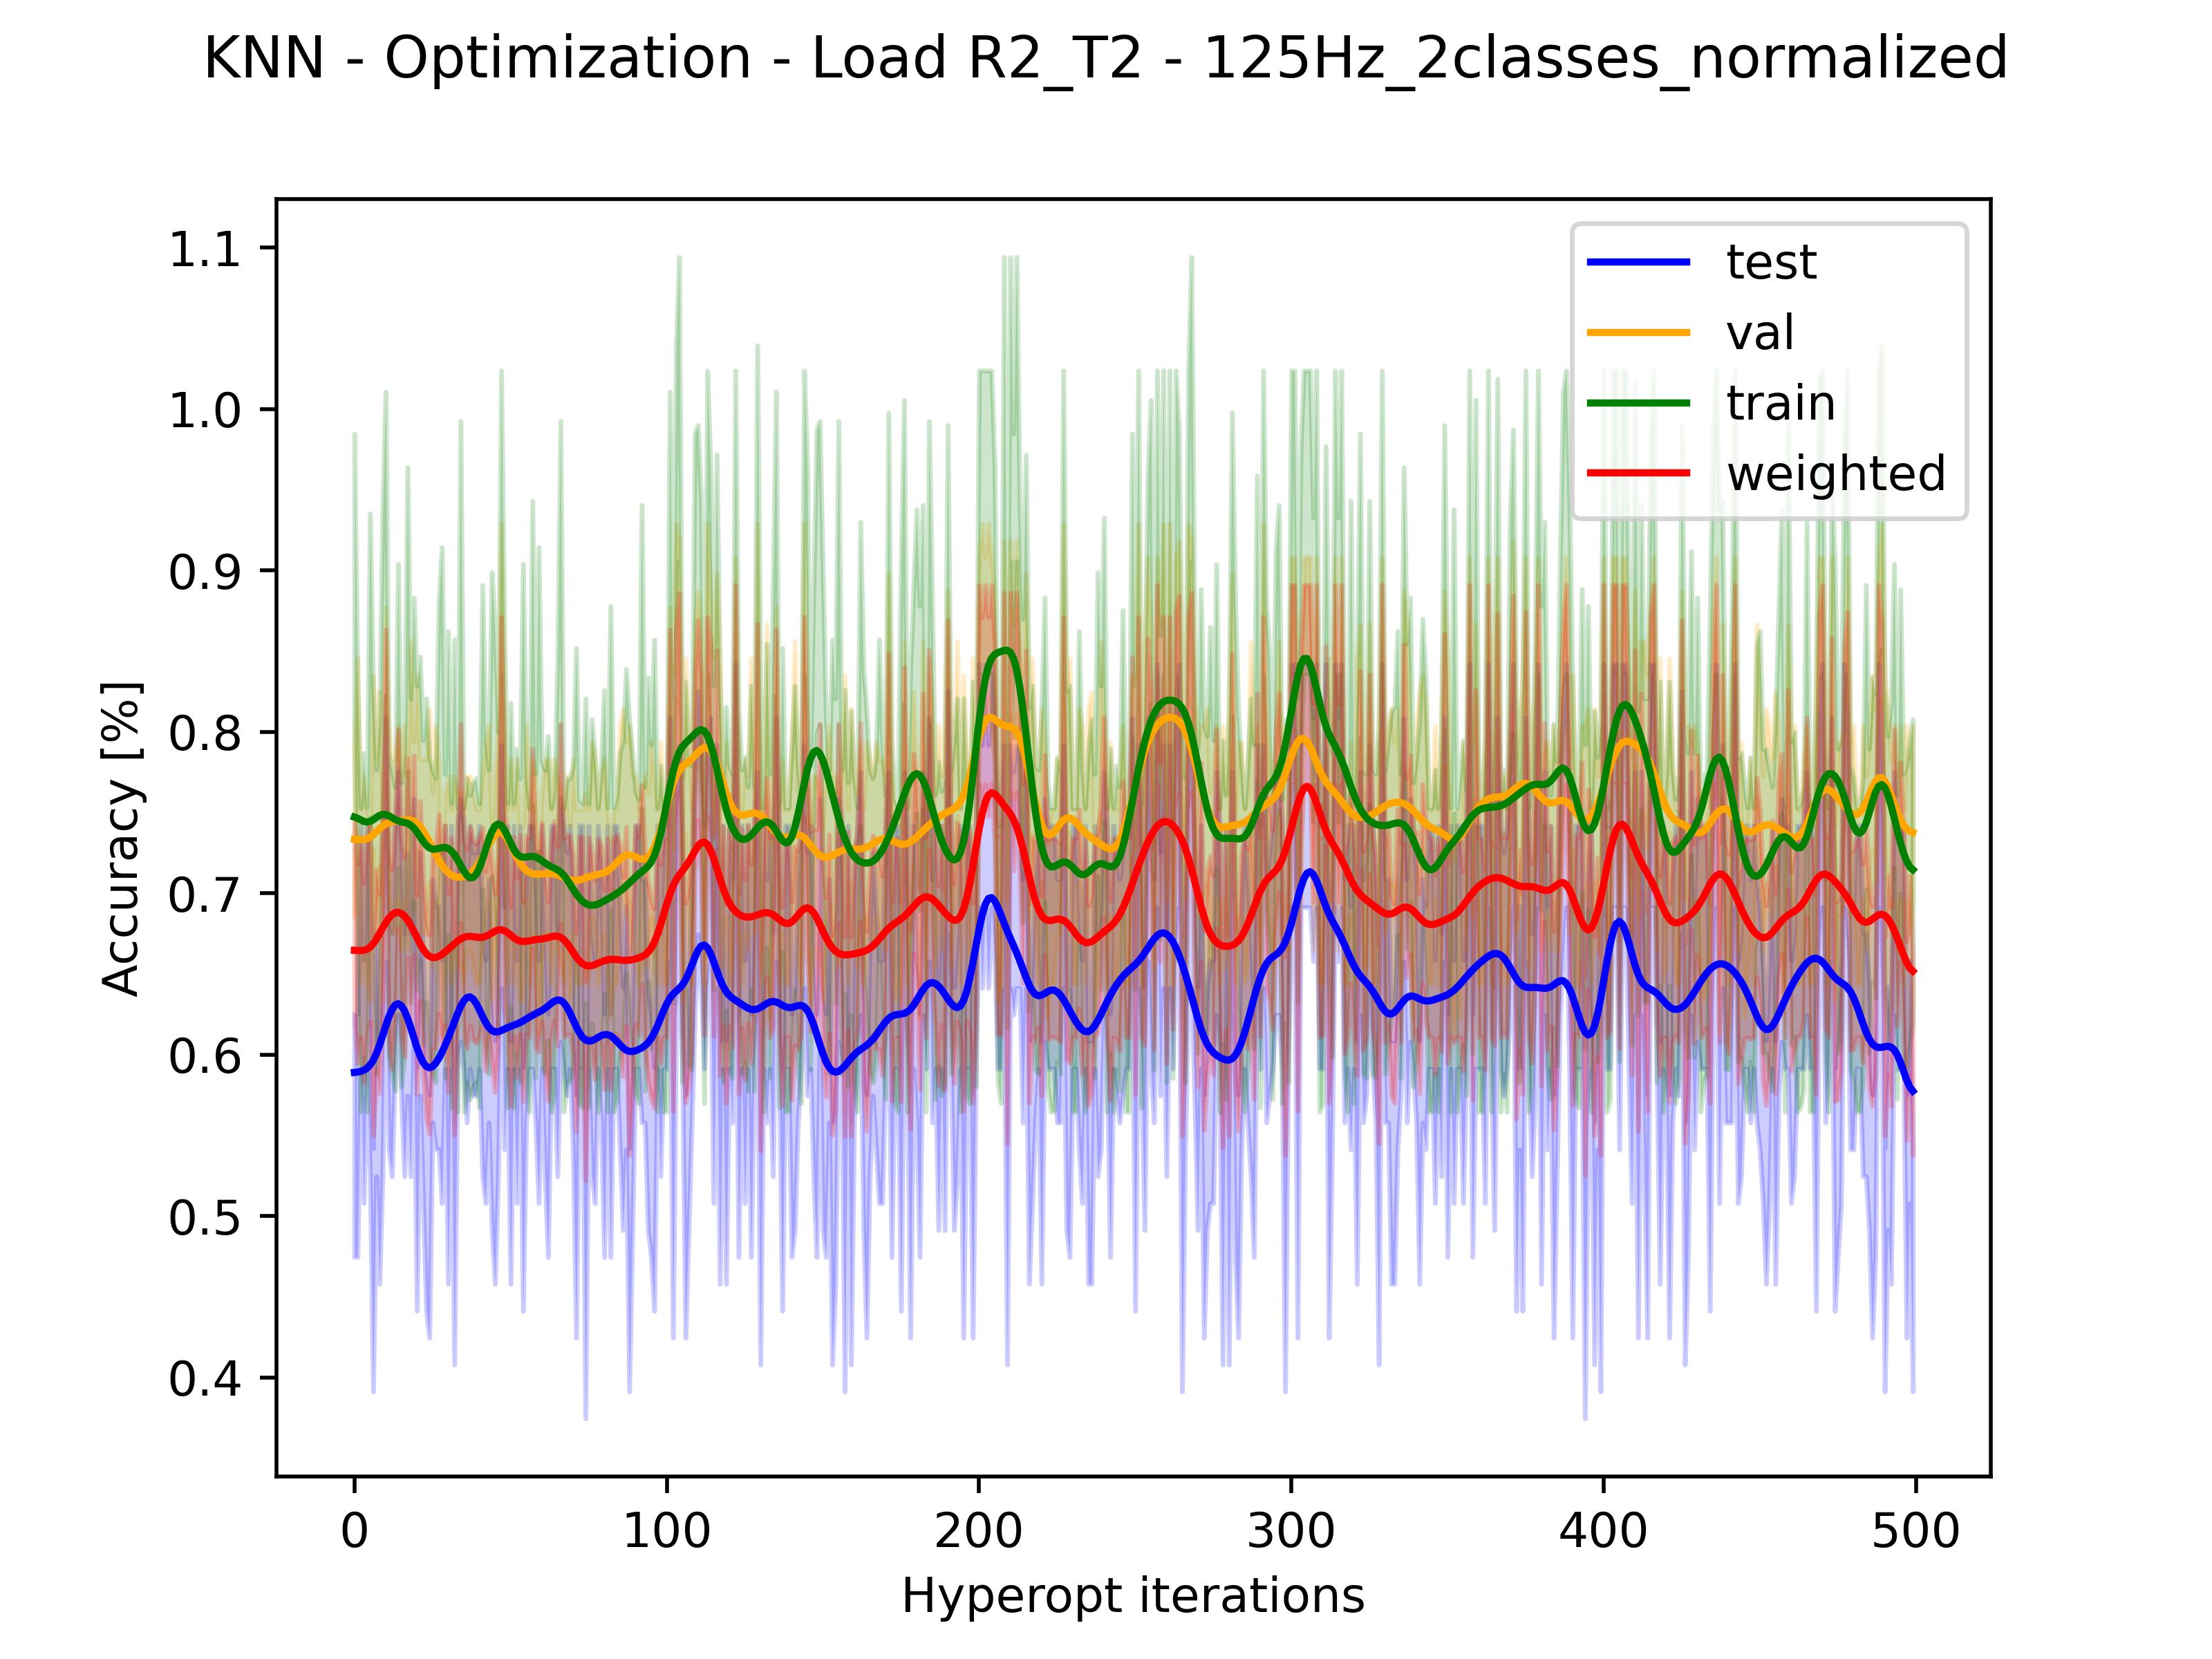 KNN - Optimization - Load R2_T2 - 125Hz_2classes_normalized
1.1
1.0
0.9
0.8
0.7
0.6
0.5
0.4
Accuracy [%]
test
val
train
weighted
0 100 200 300 400 500
Hyperopt iterations